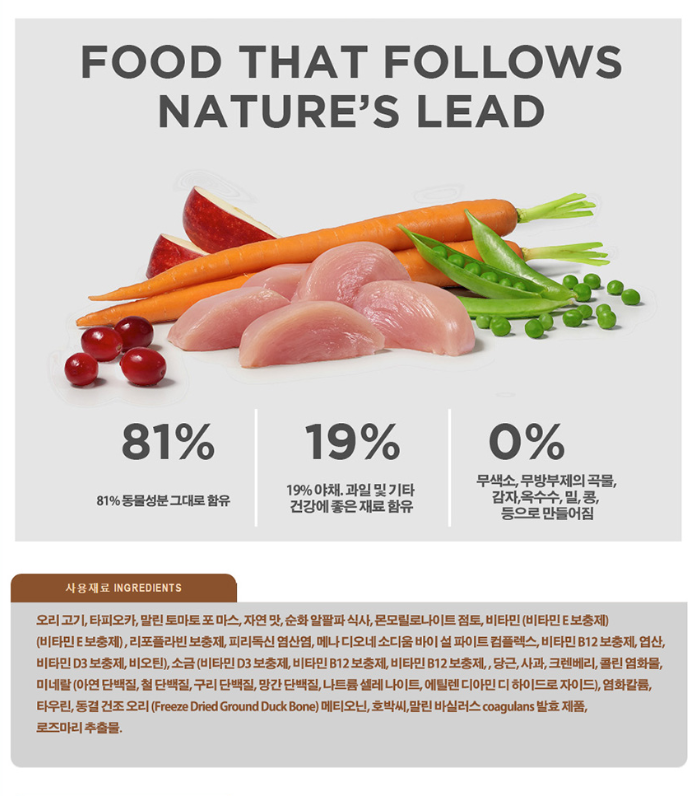 FOOD THAT FOLLOWS
NATURE'S LEAD
81%
81% 동물성분 그대로 함유
19%
19% 야채. 과일 및 기타
건강에 좋은 재료 함유
0%
무색소, 무방부제의 곡물,
감자,옥수수, 밀, 콩,
등으로 만들어짐
사용재료 INGREDIENTS
오리 고기, 타피오카, 말린 토마토 포 마스, 자연 맛, 순화 알팔파 식사, 몬모릴로나이트 점토, 비타민 (비타민 E 보충제)
(비타민 E 보충제) , 리포플라빈 보충제, 피리독신 염산염, 메나 디오네 소디움 바이 설 파이트 컴플렉스, 비타민 B12 보충제, 엽산,
비타민 D3 보충제, 비오틴), 소금 (비타민 D3 보충제, 비타민 B12 보충제, 비타민 B12 보충제, , 당근, 사과, 크렌베리, 콜린 염화물,
미네랄 (아연 단백질, 철 단백질, 구리 단백질, 망간 단백질, 나트륨 셀레 나이트, 에틸렌 디아민 디 하이드로 자이드), 염화칼륨,
타우린, 동결 건조 오리 (Freeze Dried Ground Duck Bone) 메티오닌, 호박씨,말린 바실러스 coagulans 발효 제품,
로즈마리 추출물.